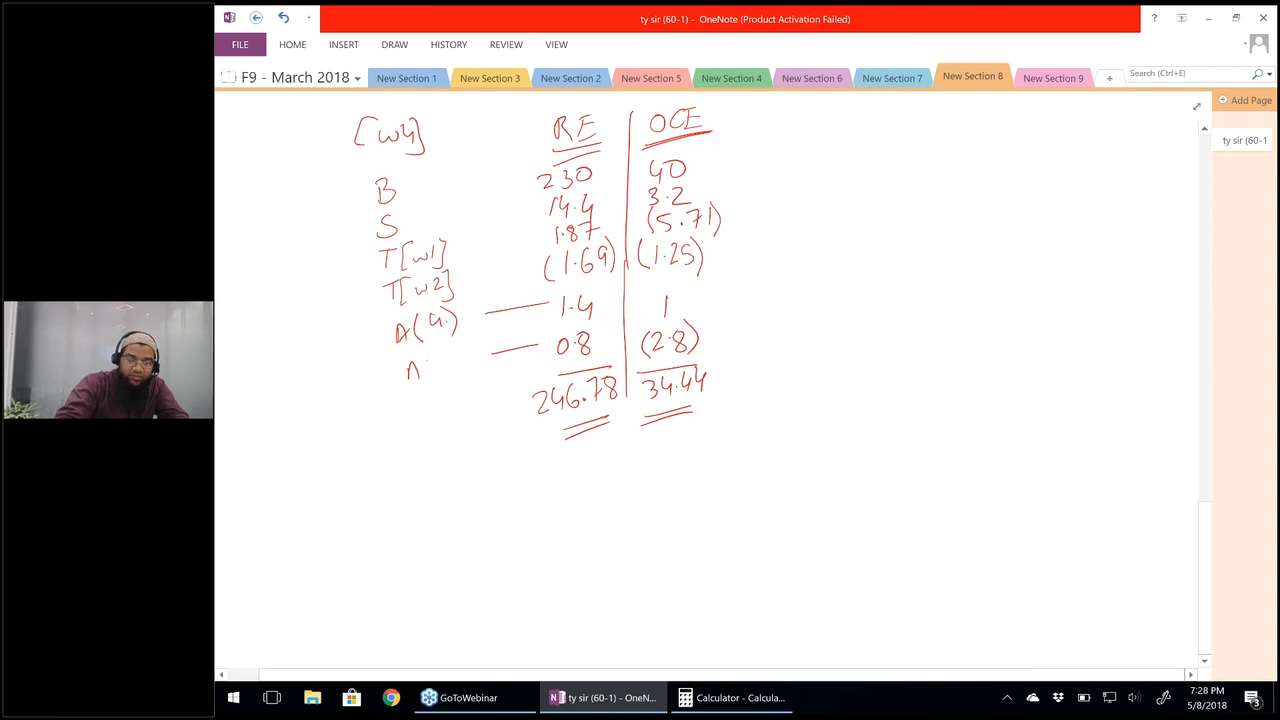 ty sir (60-1) - OneNote (Product Activation Failed)
FILE HOME INSERT DRAW HISTORY REVIEW VIEW
F9 - March 2018 New Section 1 New Section 3 New Section 2 New Section 5 New Section 4 New Section 6 New Section 7 New Section 8 New Section 9 Search (Ctrl+E)
Add Page
ty sir (60-1
[W4] RE OCE
B 230 40
S 14.4 3.2
T[W1] 1.87 (5.71)
T[W2] (1.69) (1.25)
A(G.) 1.4 1
A 0.8 (2.8)
246.78 34.44
GoToWebinar ty sir (60-1) - OneN... Calculator - Calcula...
7:28 PM
5/8/2018
3